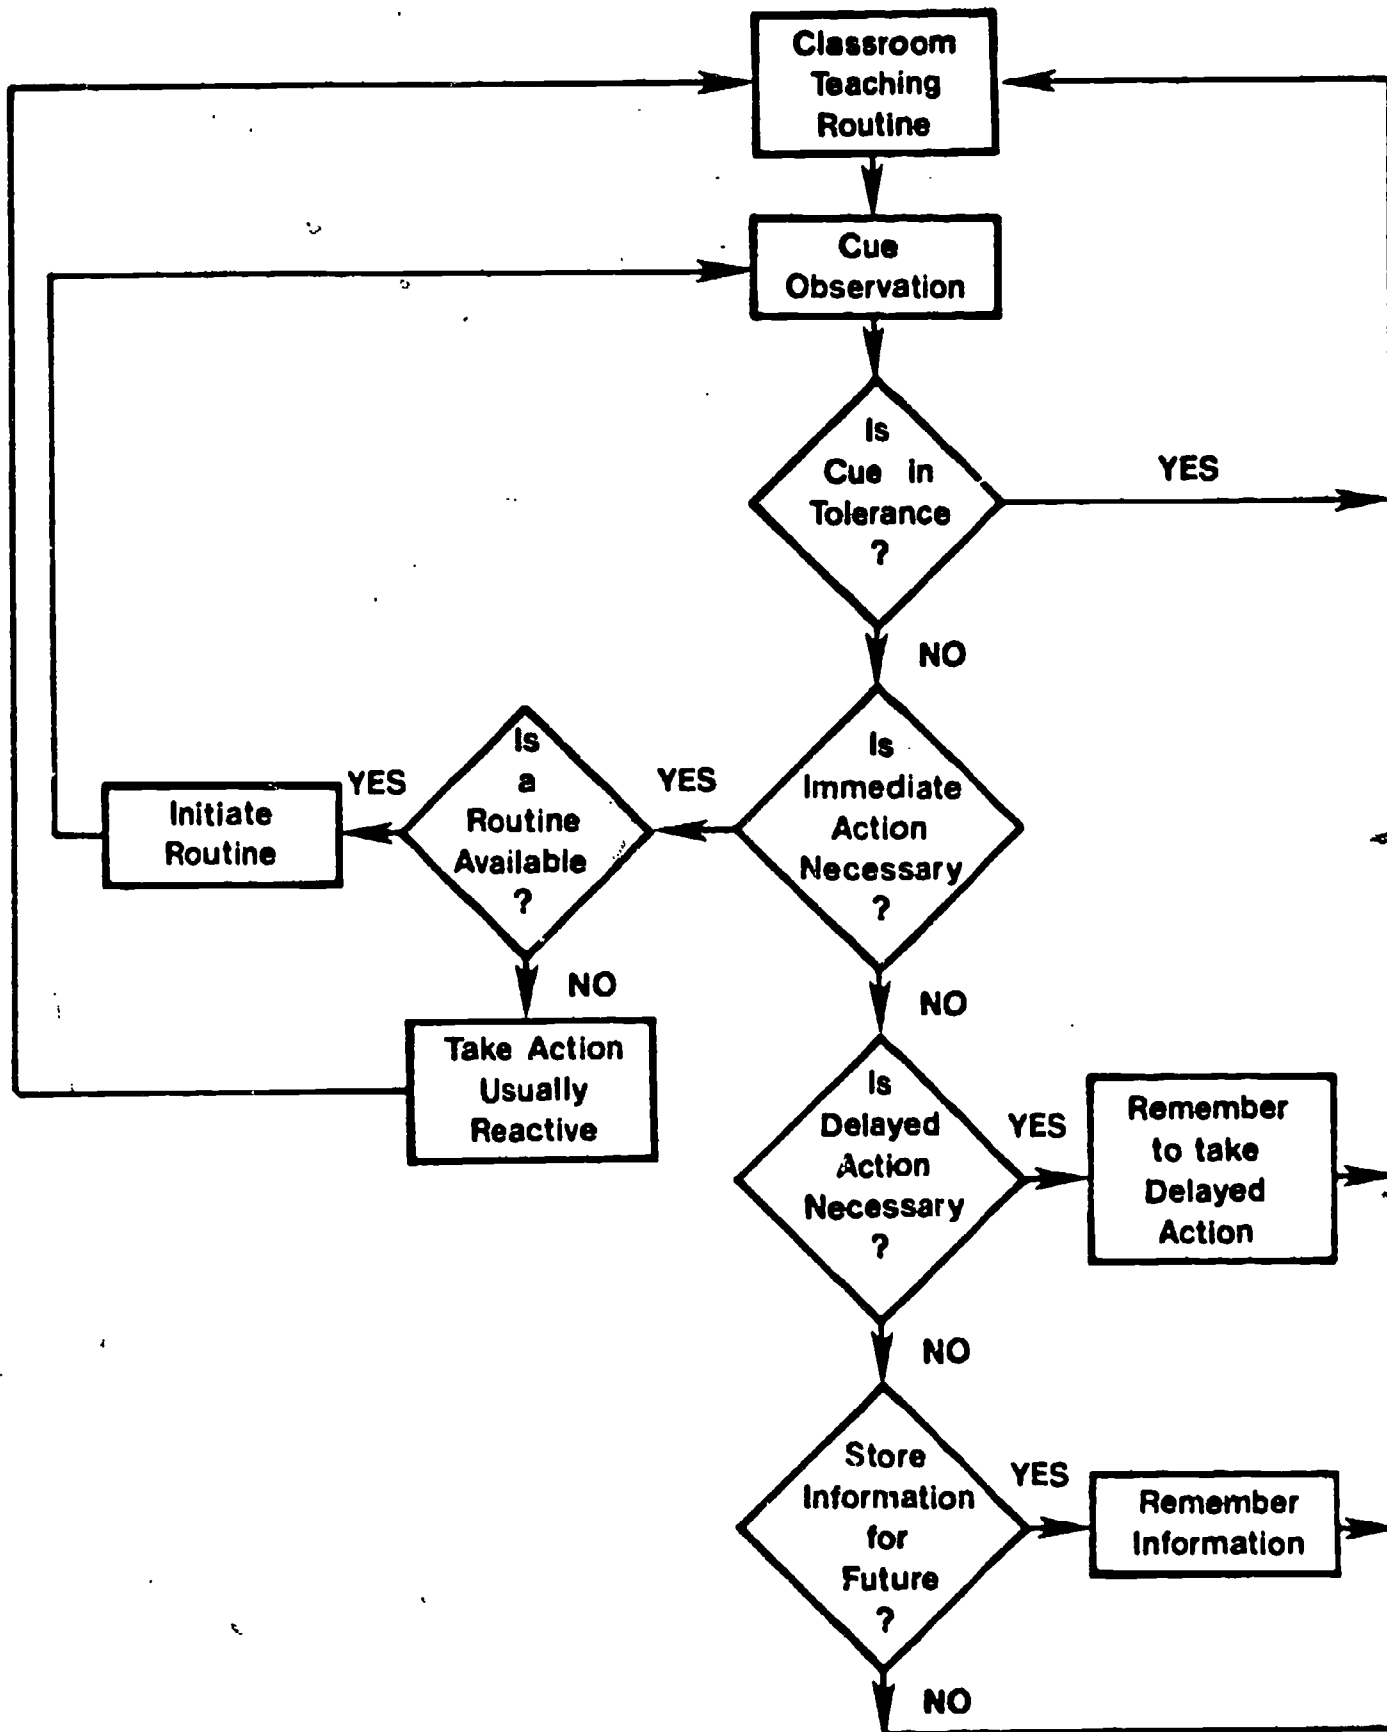 Classroom
Teaching
Routine
Cue
Observation
Is
Cue in
Tolerance
?
YES
NO
Is
Immediate
Action
Necessary
?
YES
Is
a
Routine
Available
?
YES
Initiate
Routine
NO
Take Action
Usually
Reactive
NO
Is
Delayed
Action
Necessary
?
YES
Remember
to take
Delayed
Action
NO
Store
Information
for
Future
?
YES
Remember
Information
NO